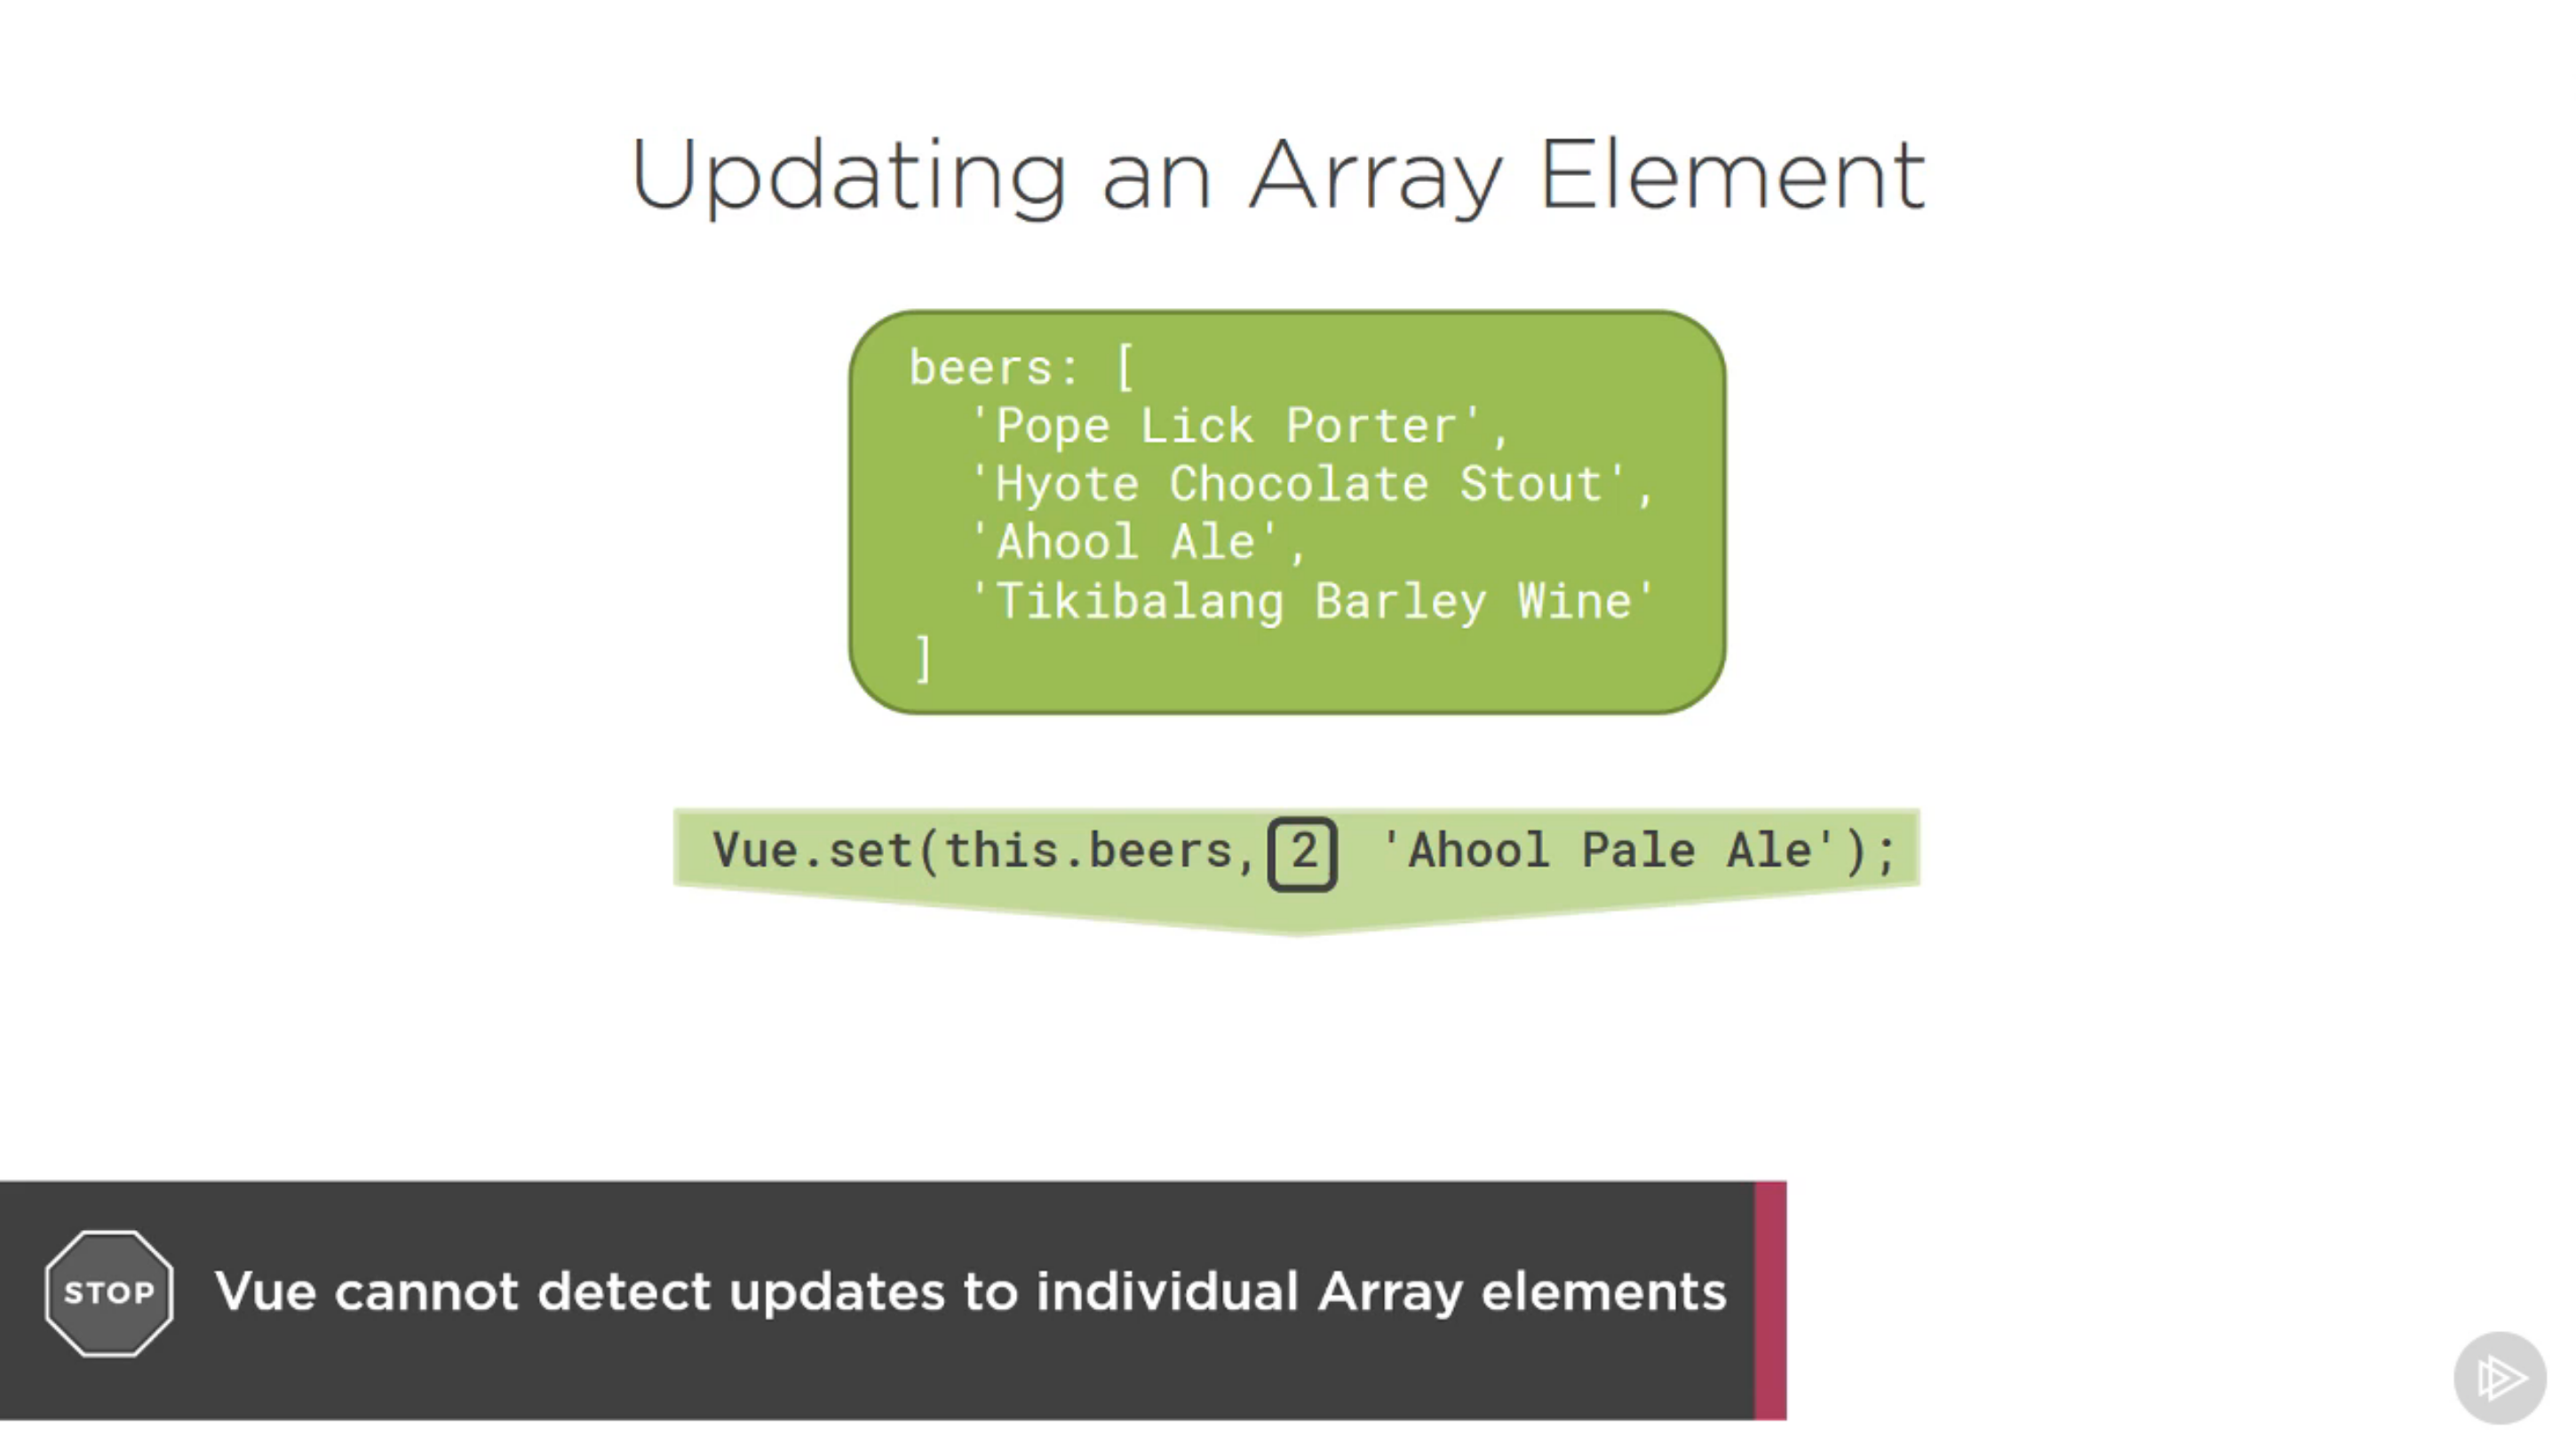 Updating an Array Element
beers: [
'Pope Lick Porter',
'Hyote Chocolate Stout',
'Ahool Ale',
'Tikibalang Barley Wine'
]
Vue.set(this.beers, 2 'Ahool Pale Ale');
STOP
Vue cannot detect updates to individual Array elements